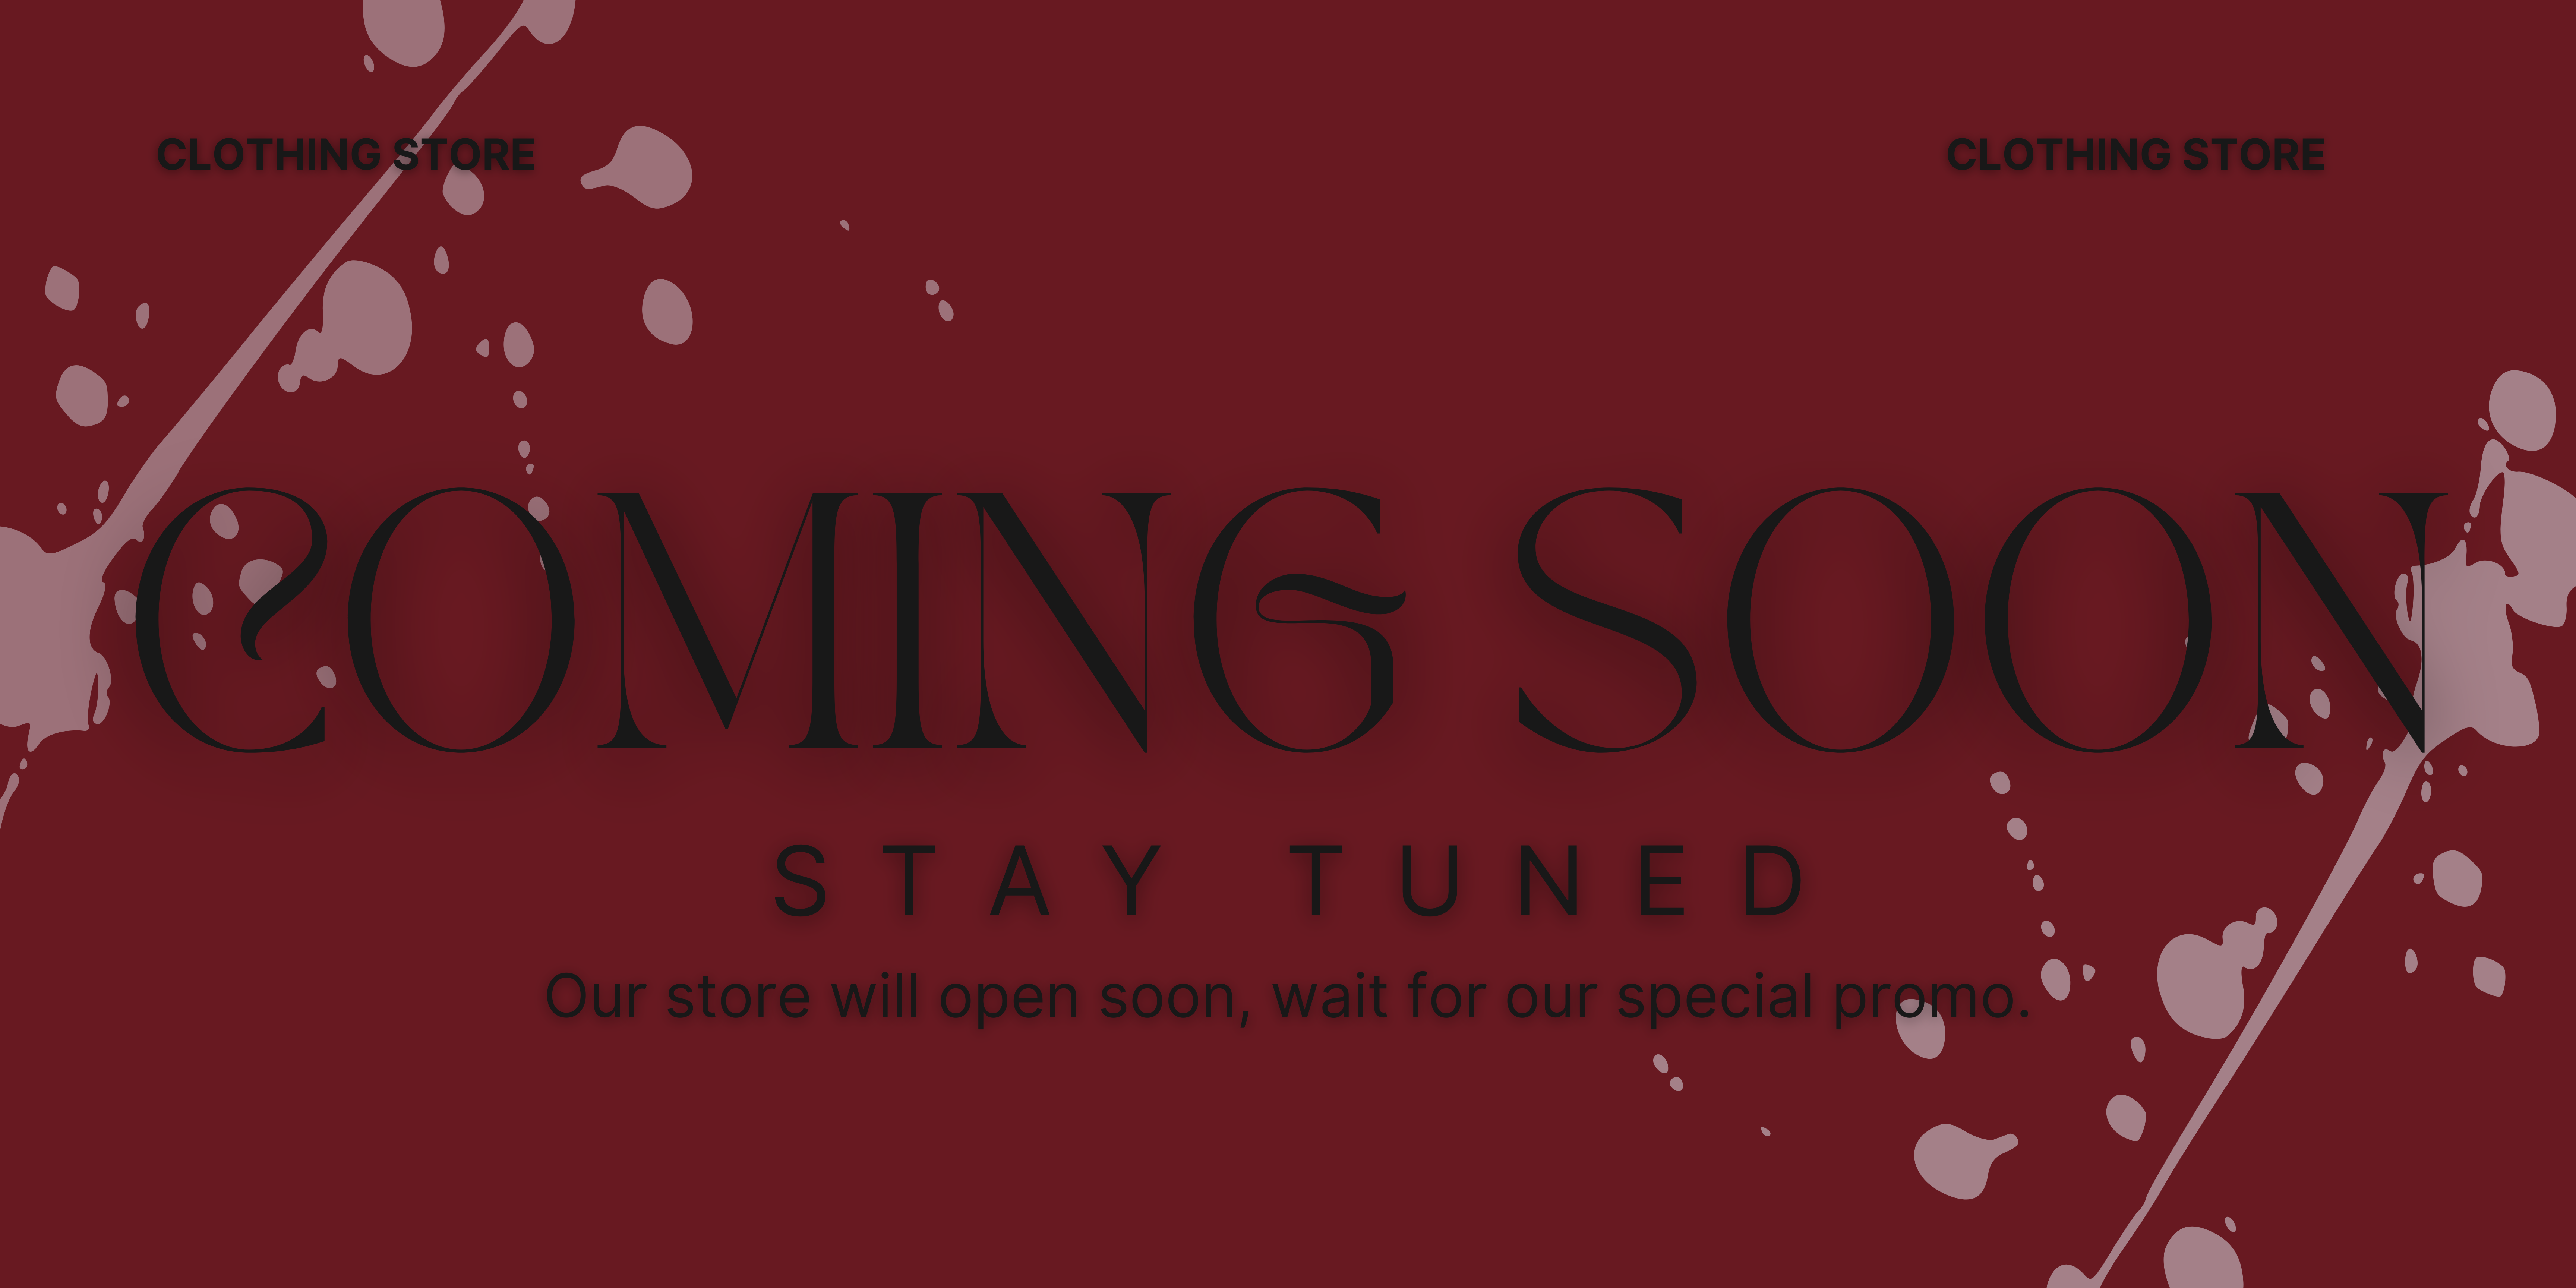 CLOTHING STORE
CLOTHING STORE
COMING SOON
STAY TUNED
Our store will open soon, wait for our special promo.